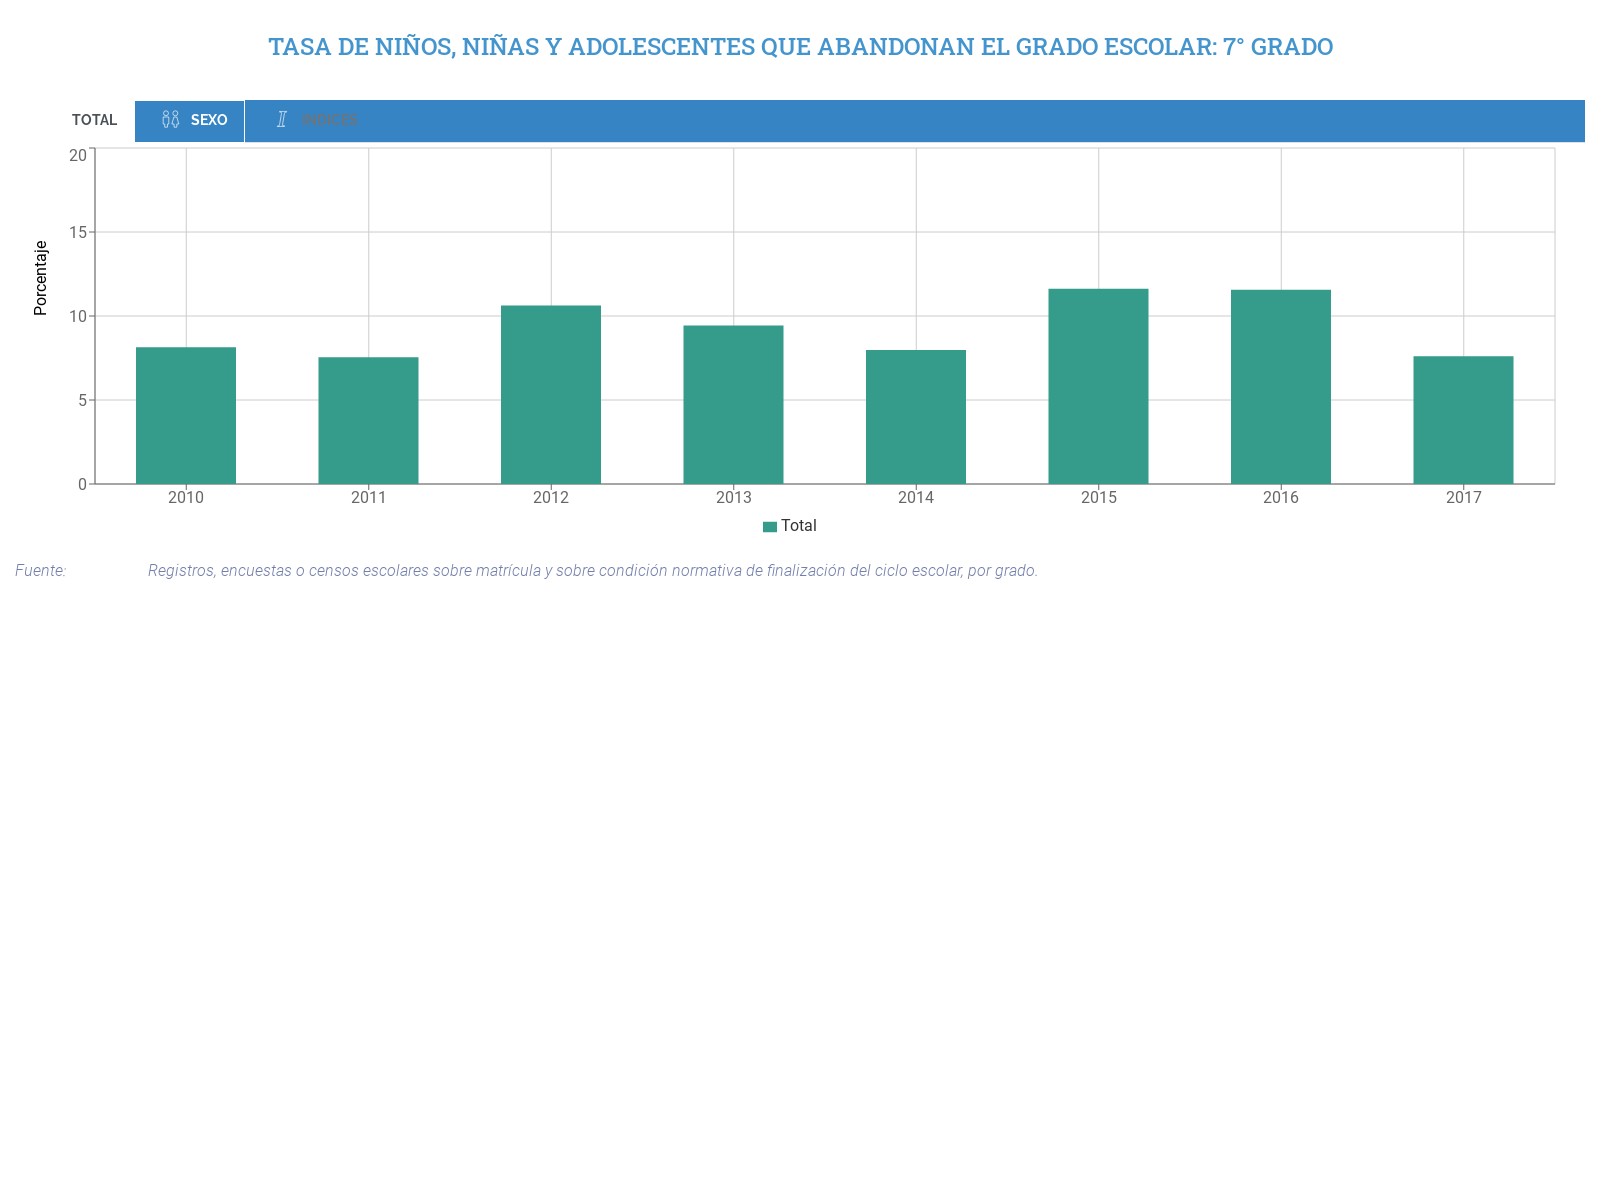 TASA DE NIÑOS, NIÑAS Y ADOLESCENTES QUE ABANDONAN EL GRADO ESCOLAR: 7° GRADO
TOTAL SEXO INDICES
20
15
10
5
0
Porcentaje
2010 2011 2012 2013 2014 2015 2016 2017
Total
Fuente: Registros, encuestas o censos escolares sobre matrícula y sobre condición normativa de finalización del ciclo escolar, por grado.